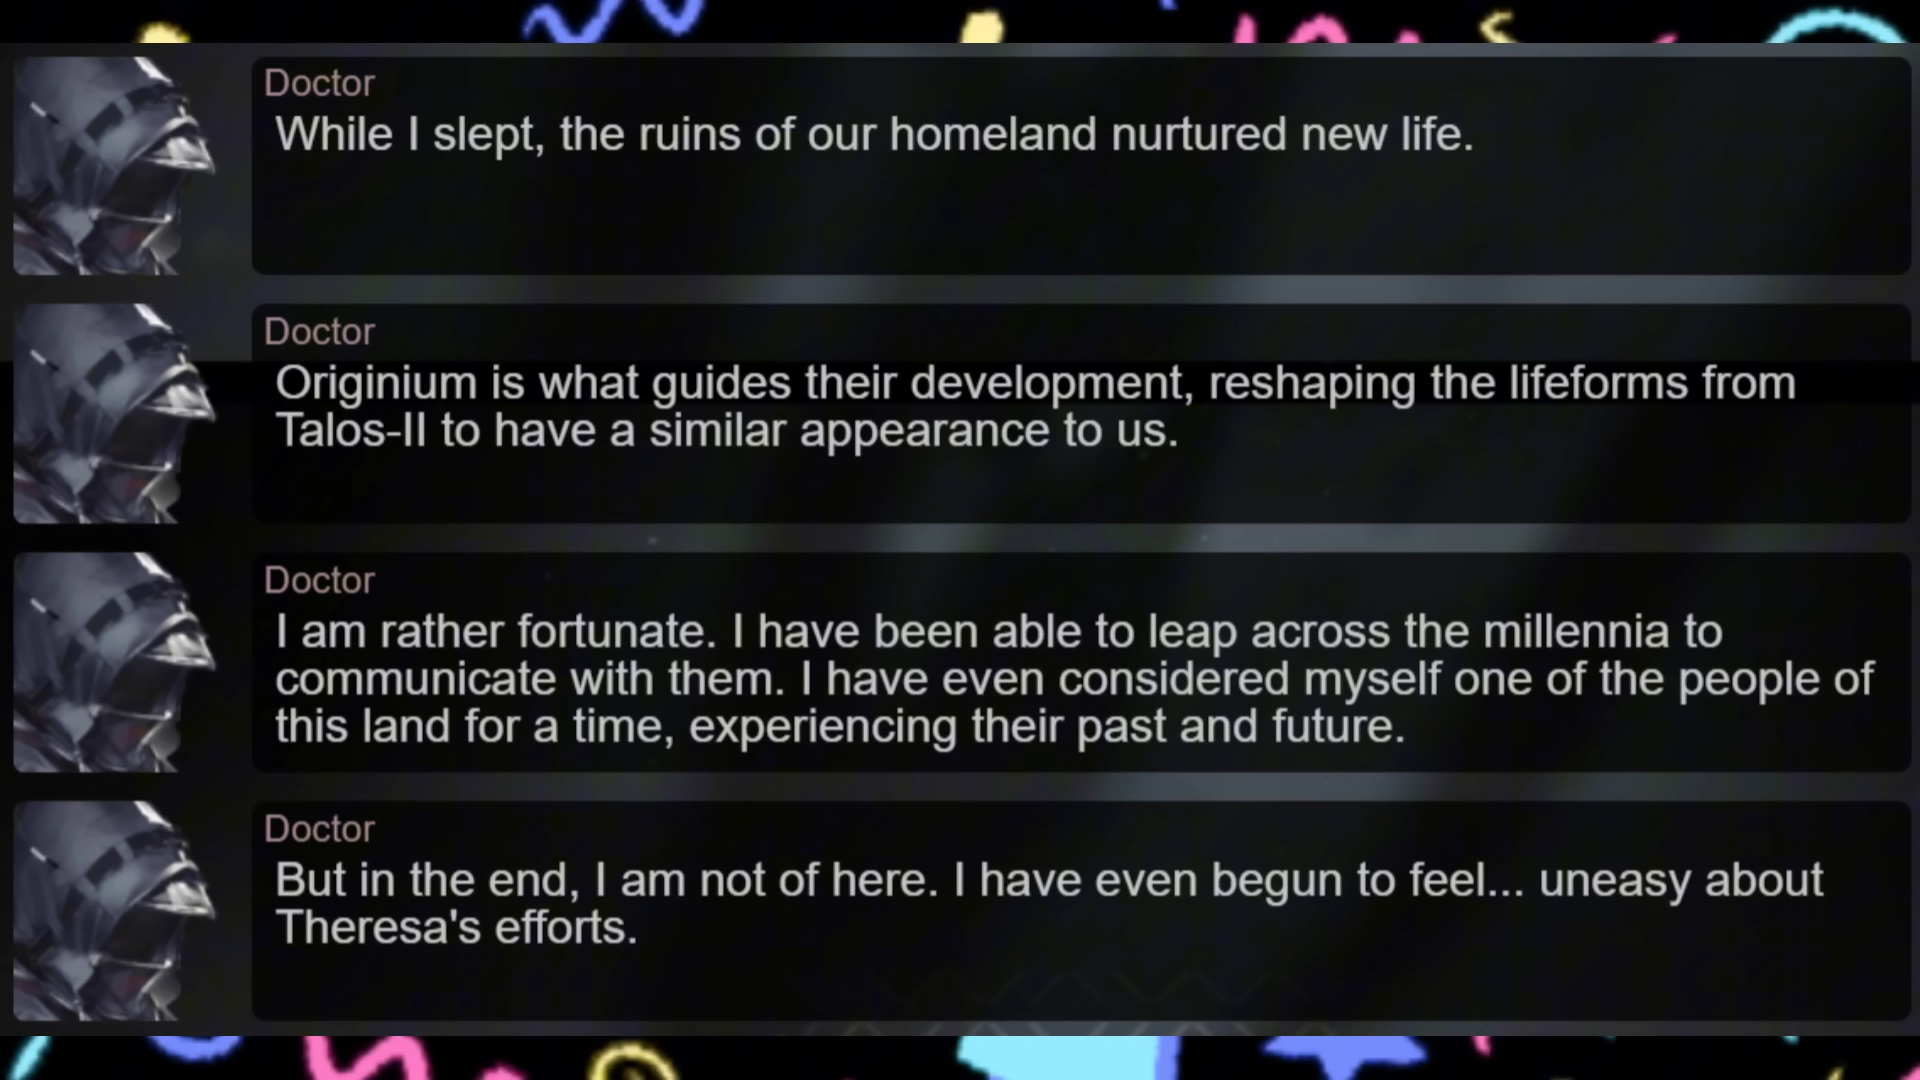 Doctor
While I slept, the ruins of our homeland nurtured new life.
Doctor
Originium is what guides their development, reshaping the lifeforms from
Talos-II to have a similar appearance to us.
Doctor
I am rather fortunate. I have been able to leap across the millennia to
communicate with them. I have even considered myself one of the people of
this land for a time, experiencing their past and future.
Doctor
But in the end, I am not of here. I have even begun to feel... uneasy about
Theresa's efforts.